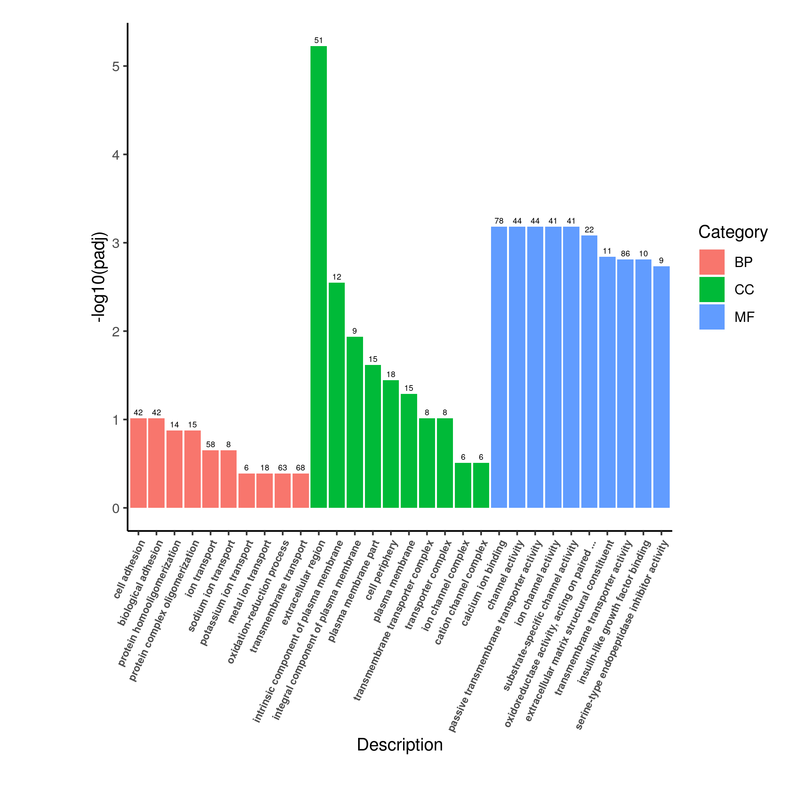 -log10(padj)
5
4
3
2
1
0
42
42
14
15
58
8
6
18
63
68
51
12
9
15
18
15
8
8
6
6
78
44
44
41
41
22
11
86
10
9
cell adhesion
biological adhesion
protein homooligomerization
protein complex oligomerization
ion transport
sodium ion transport
potassium ion transport
metal ion transport
oxidation-reduction process
transmembrane transport
extracellular region
intrinsic component of plasma membrane
integral component of plasma membrane
plasma membrane part
cell periphery
plasma membrane
transmembrane transporter complex
transporter complex
ion channel complex
cation channel complex
calcium ion binding
channel activity
passive transmembrane transporter activity
ion channel activity
substrate-specific channel activity
oxidoreductase activity, acting on paired ...
extracellular matrix structural constituent
transmembrane transporter activity
insulin-like growth factor binding
serine-type endopeptidase inhibitor activity
Description
Category
BP
CC
MF